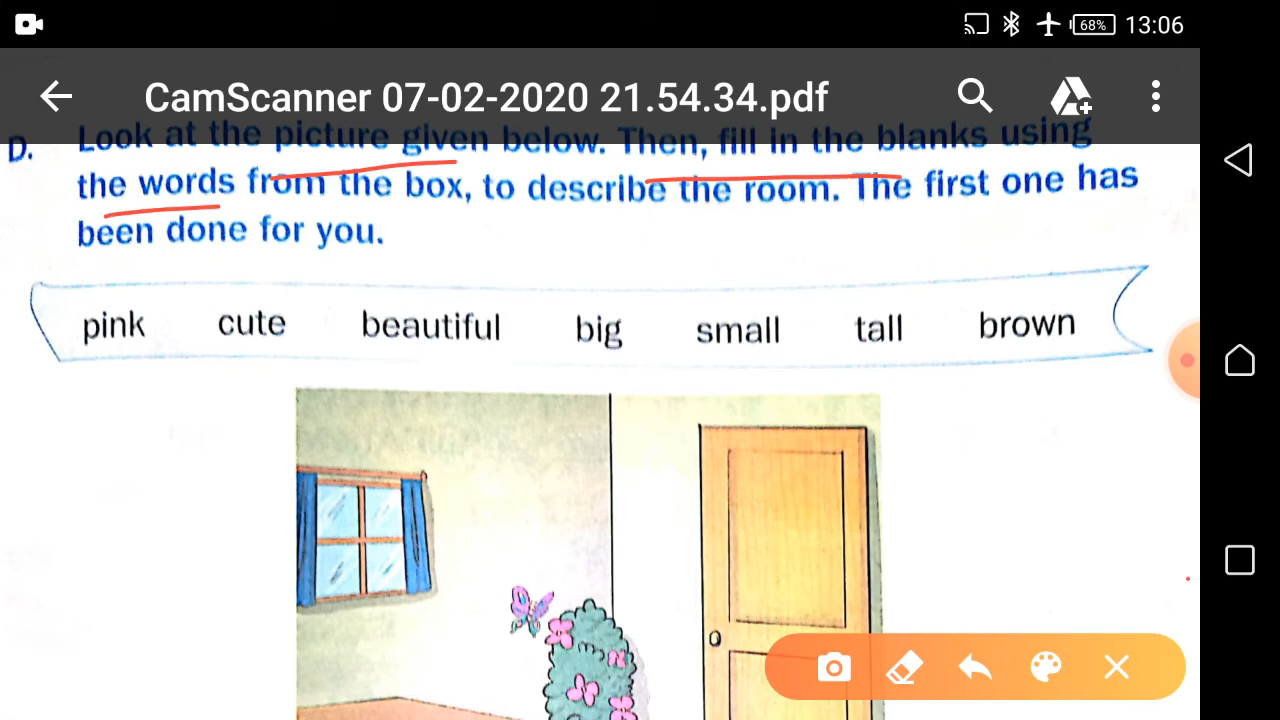 68% 13:06
CamScanner 07-02-2020 21.54.34.pdf
D. Look at the picture given below. Then, fill in the blanks using
the words from the box, to describe the room. The first one has
been done for you.
pink cute beautiful big small tall brown